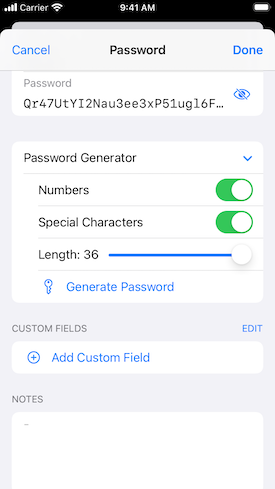 Carrier 9:41 AM
Cancel Password Done
Password
Qr47UtYI2Nau3ee3xP51ugl6F...
Password Generator
Numbers
Special Characters
Length: 36
Generate Password
CUSTOM FIELDS EDIT
Add Custom Field
NOTES
–